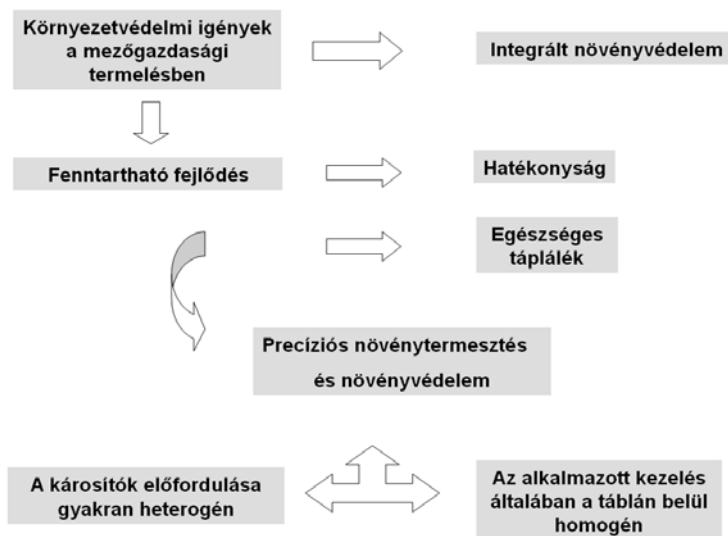 Környezetvédelmi igények
a mezőgazdasági
termelésben
Integrált növényvédelem
Fenntartható fejlődés
Hatékonyság
Egészséges
táplálék
Precíziós növénytermesztés
és növényvédelem
A károsítók előfordulása
gyakran heterogén
Az alkalmazott kezelés
általában a táblán belül
homogén